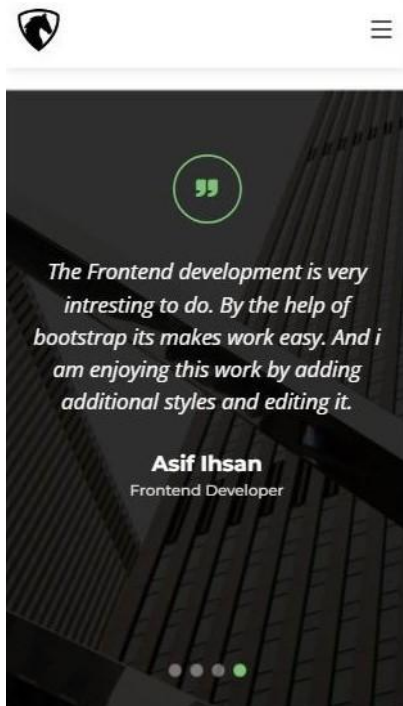 The Frontend development is very
intresting to do. By the help of
bootstrap its makes work easy. And i
am enjoying this work by adding
additional styles and editing it.
Asif Ihsan
Frontend Developer